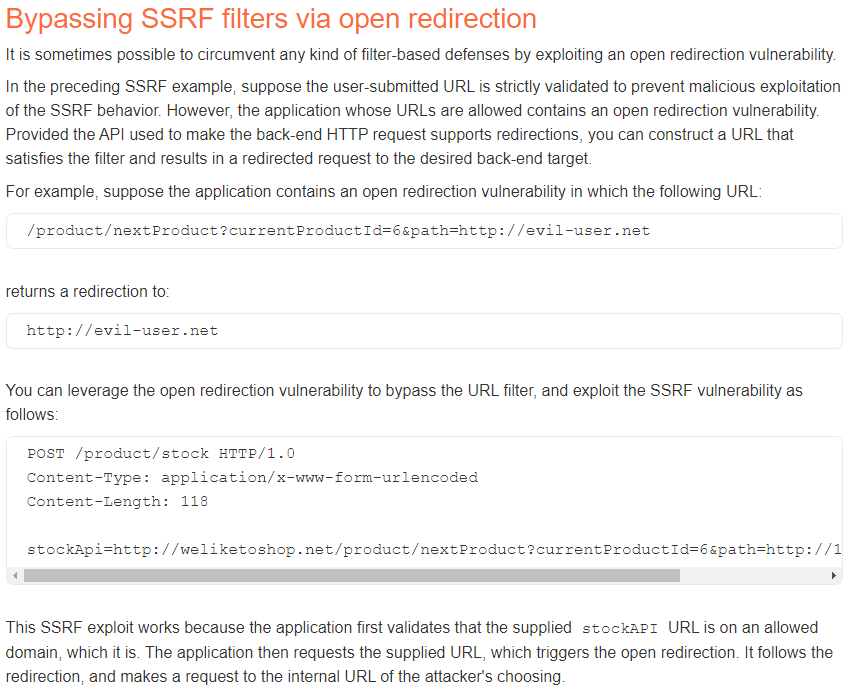 Bypassing SSRF filters via open redirection
It is sometimes possible to circumvent any kind of filter-based defenses by exploiting an open redirection vulnerability.
In the preceding SSRF example, suppose the user-submitted URL is strictly validated to prevent malicious exploitation
of the SSRF behavior. However, the application whose URLs are allowed contains an open redirection vulnerability.
Provided the API used to make the back-end HTTP request supports redirections, you can construct a URL that
satisfies the filter and results in a redirected request to the desired back-end target.
For example, suppose the application contains an open redirection vulnerability in which the following URL:
/product/nextProduct?currentProductId=6&path=http://evil-user.net
returns a redirection to:
http://evil-user.net
You can leverage the open redirection vulnerability to bypass the URL filter, and exploit the SSRF vulnerability as
follows:
POST /product/stock HTTP/1.0
Content-Type: application/x-www-form-urlencoded
Content-Length: 118
stockApi=http://weliketoshop.net/product/nextProduct?currentProductId=6&path=http://1
This SSRF exploit works because the application first validates that the supplied stockAPI URL is on an allowed
domain, which it is. The application then requests the supplied URL, which triggers the open redirection. It follows the
redirection, and makes a request to the internal URL of the attacker's choosing.